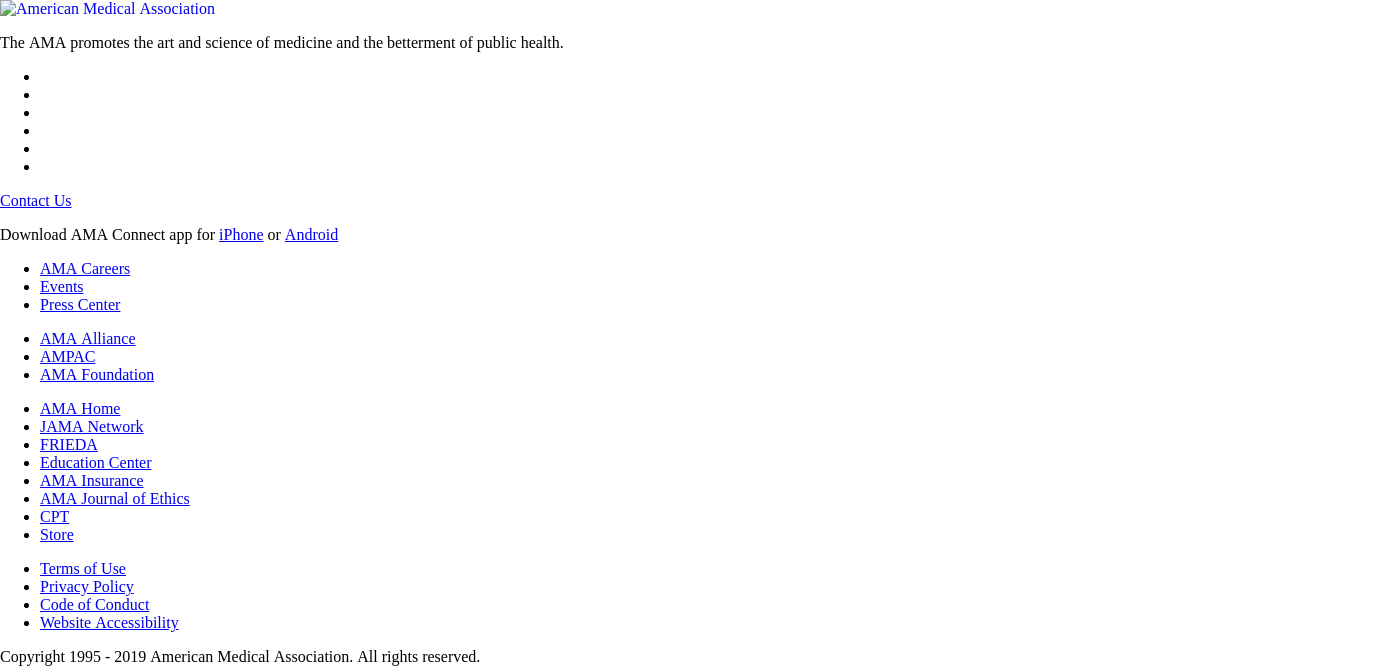 American Medical Association
The AMA promotes the art and science of medicine and the betterment of public health.
Contact Us
Download AMA Connect app for iPhone or Android
AMA Careers
Events
Press Center
AMA Alliance
AMPAC
AMA Foundation
AMA Home
JAMA Network
FRIEDA
Education Center
AMA Insurance
AMA Journal of Ethics
CPT
Store
Terms of Use
Privacy Policy
Code of Conduct
Website Accessibility
Copyright 1995 - 2019 American Medical Association. All rights reserved.